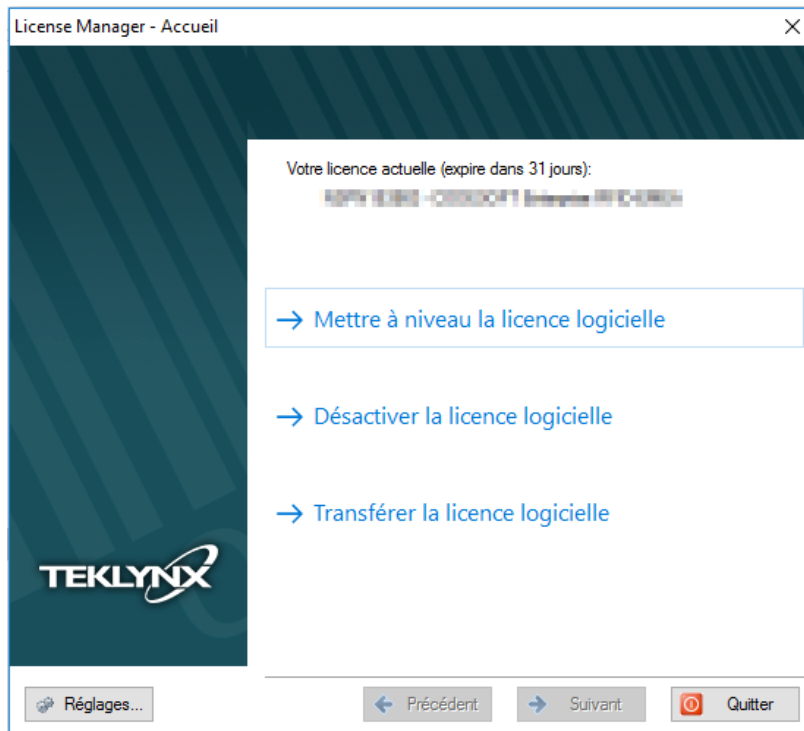 License Manager - Accueil
Votre licence actuelle (expire dans 31 jours):
Mettre à niveau la licence logicielle
Désactiver la licence logicielle
Transférer la licence logicielle
TEKLYNX
Réglages...
Précédent
Suivant
Quitter